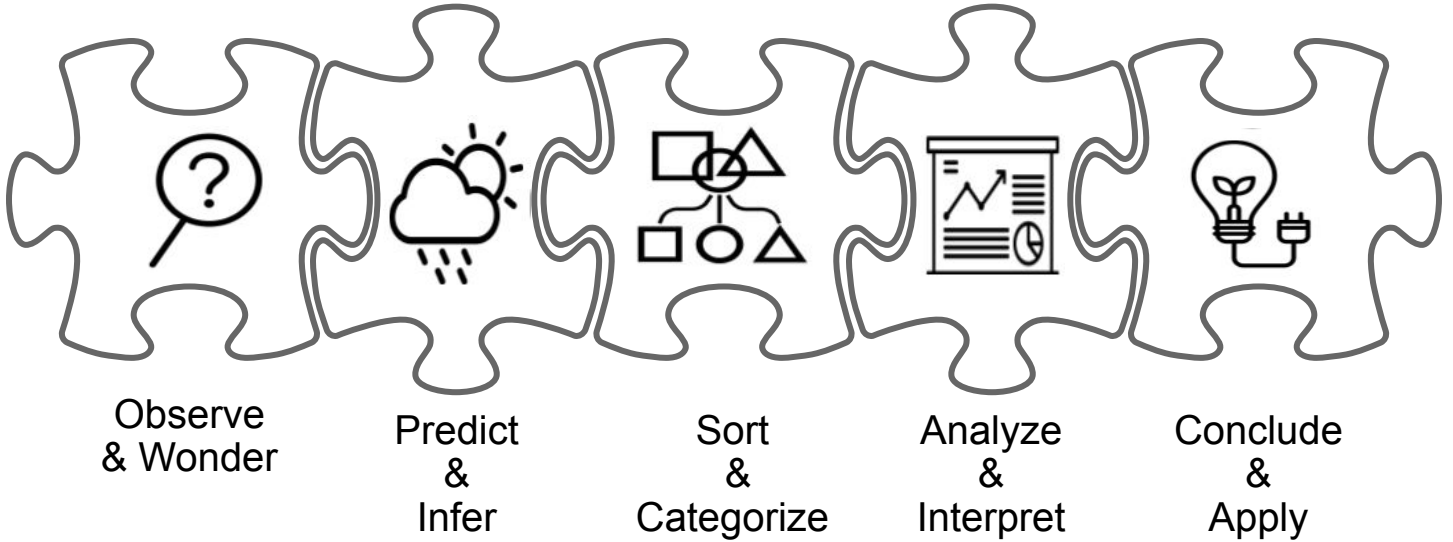 ?
Observe
& Wonder
Predict
&
Infer
Sort
&
Categorize
Analyze
&
Interpret
Conclude
&
Apply